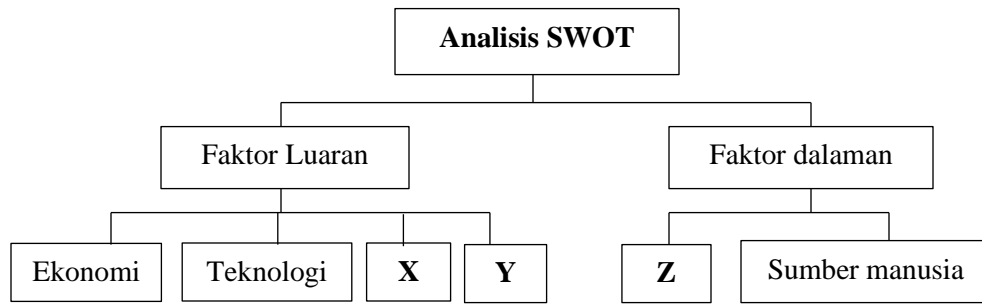 Analisis SWOT
Faktor Luaran
Faktor dalaman
Ekonomi
Teknologi
X
Y
Z
Sumber manusia